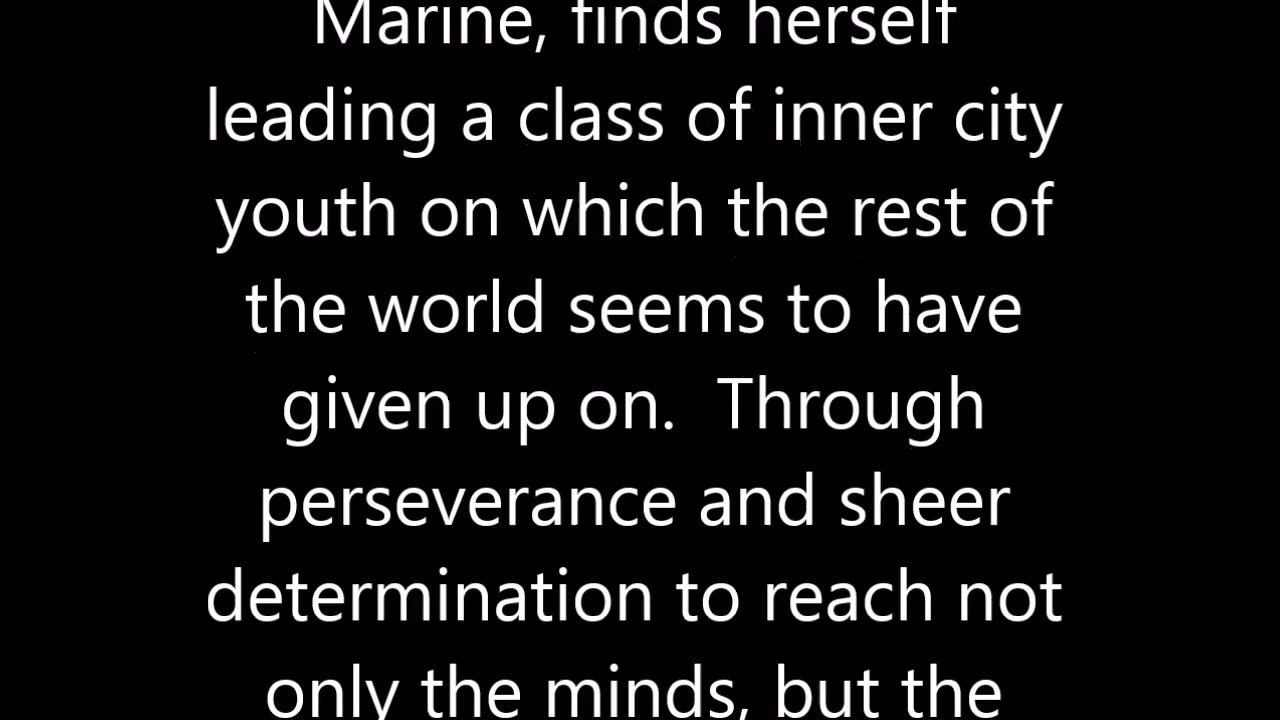 Marine, finds herself
leading a class of inner city
youth on which the rest of
the world seems to have
given up on.  Through
perseverance and sheer
determination to reach not
only the minds, but the